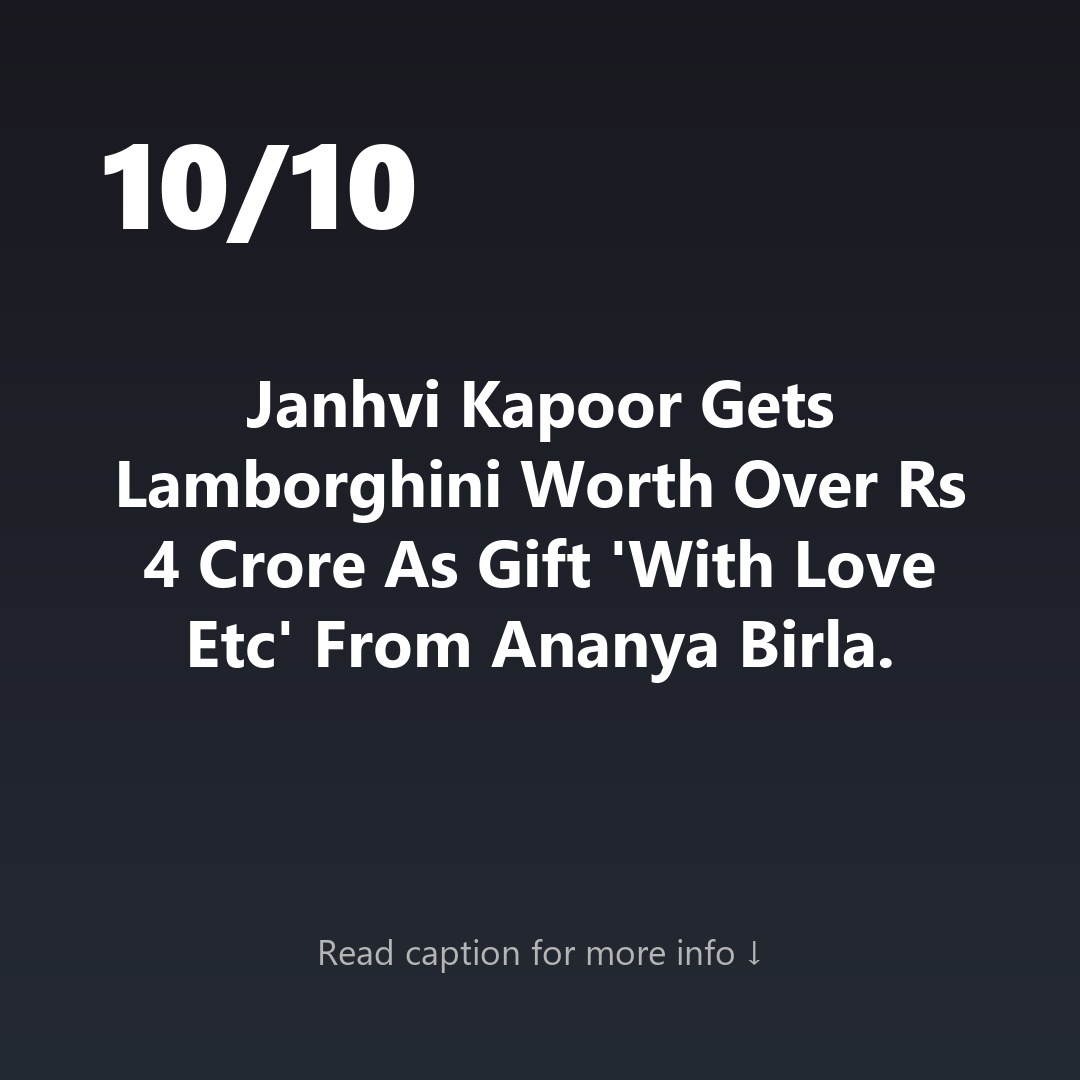 10/10
Janhvi Kapoor Gets
Lamborghini Worth Over Rs
4 Crore As Gift 'With Love
Etc' From Ananya Birla.
Read caption for more info ↓